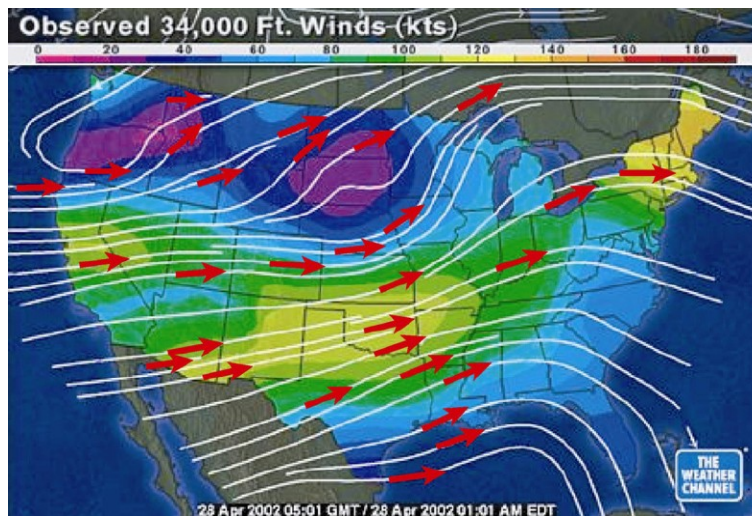 Observed 34,000 Ft. Winds (kts)
0 20 40 60 80 100 120 140 160 180
THE
WEATHER
CHANNEL
28 Apr 2002 05:01 GMT / 28 Apr 2002 01:01 AM EDT